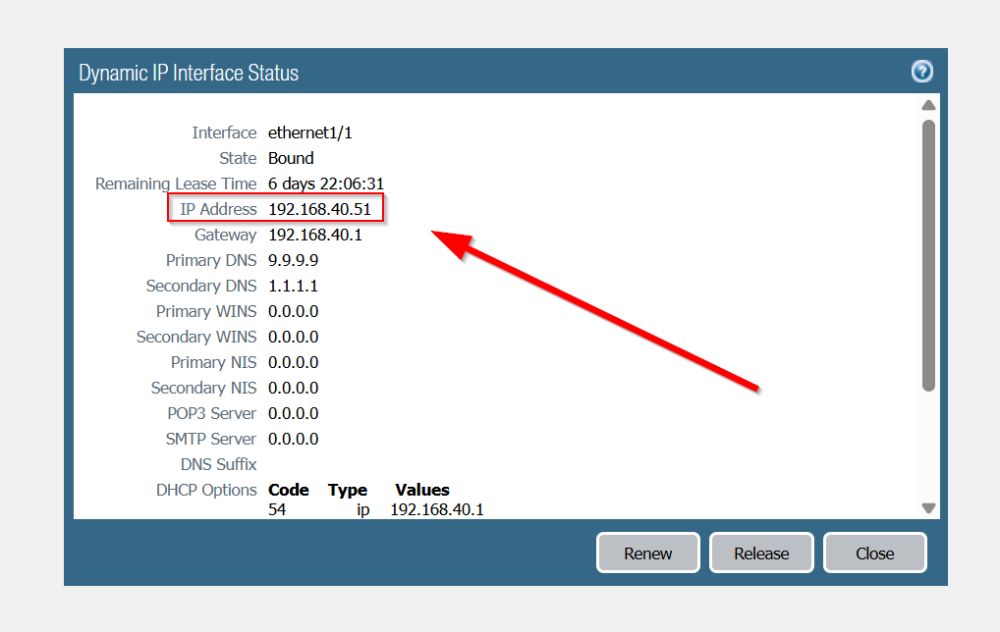 Dynamic IP Interface Status
Interface ethernet1/1
State Bound
Remaining Lease Time 6 days 22:06:31
IP Address 192.168.40.51
Gateway 192.168.40.1
Primary DNS 9.9.9.9
Secondary DNS 1.1.1.1
Primary WINS 0.0.0.0
Secondary WINS 0.0.0.0
Primary NIS 0.0.0.0
Secondary NIS 0.0.0.0
POP3 Server 0.0.0.0
SMTP Server 0.0.0.0
DNS Suffix
DHCP Options Code Type Values
54 ip 192.168.40.1
Renew Release Close